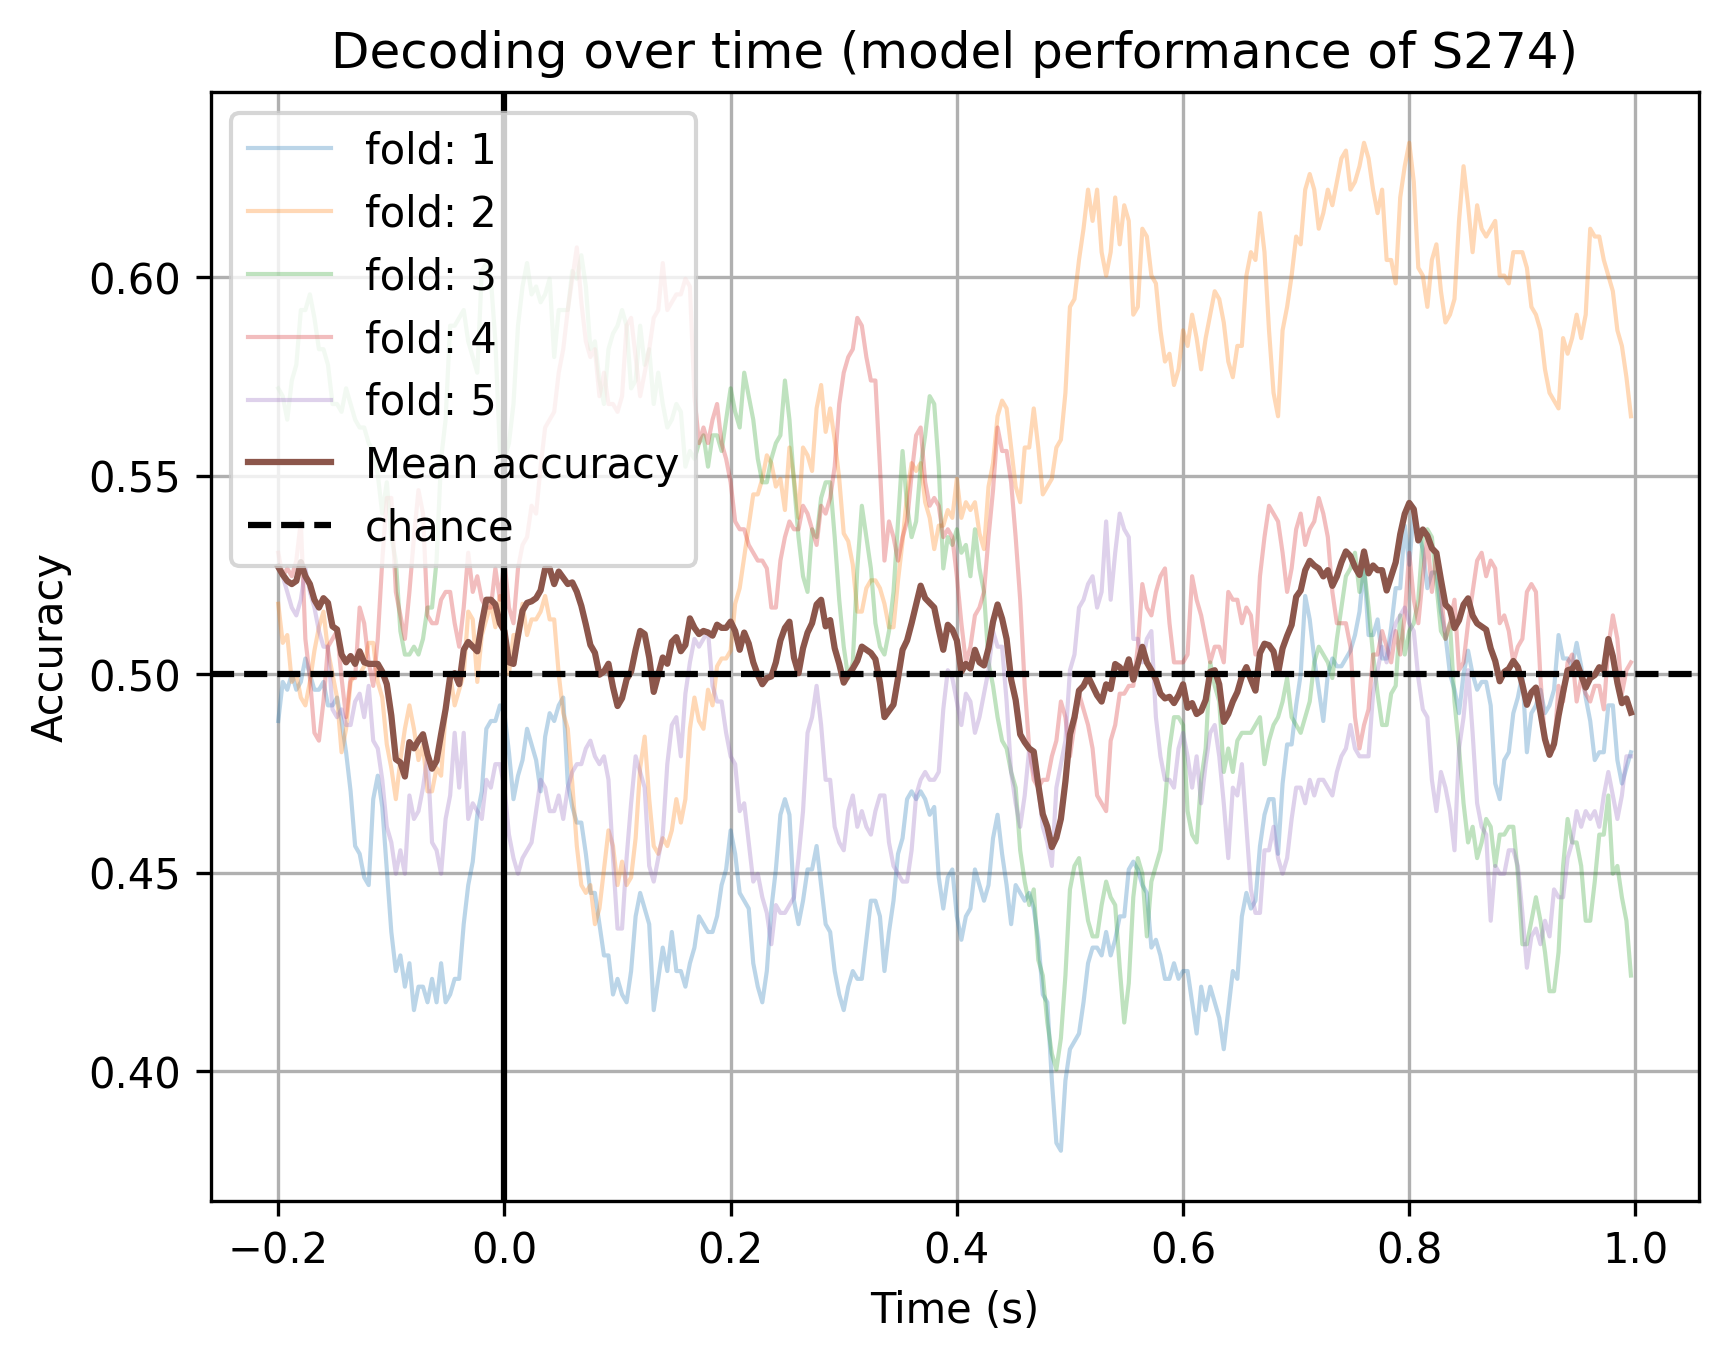 Decoding over time (model performance of S274)
fold: 1
fold: 2
fold: 3
fold: 4
fold: 5
Mean accuracy
chance
Accuracy
0.60
0.55
0.50
0.45
0.40
−0.2 0.0 0.2 0.4 0.6 0.8 1.0
Time (s)